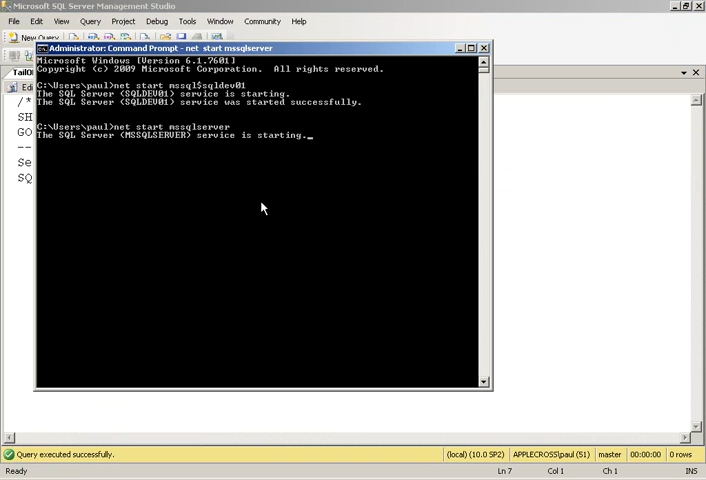 Microsoft SQL Server Management Studio
File Edit View Query Project Debug Tools Window Community Help
New Query
Administrator: Command Prompt - net start mssqlserver
Microsoft Windows [Version 6.1.7601]
Copyright (c) 2009 Microsoft Corporation. All rights reserved.
C:\Users\paul>net start mssql$sqldev01
The SQL Server (SQLDEV01) service is starting.
The SQL Server (SQLDEV01) service was started successfully.
C:\Users\paul>net start mssqlserver
The SQL Server (MSSQLSERVER) service is starting._
/*
SH
GO
--
Se
SQ
Query executed successfully. (local) (10.0 SP2) APPLECROSS\paul (51) master 00:00:00 0 rows
Ready Ln 7 Col 1 Ch 1 INS